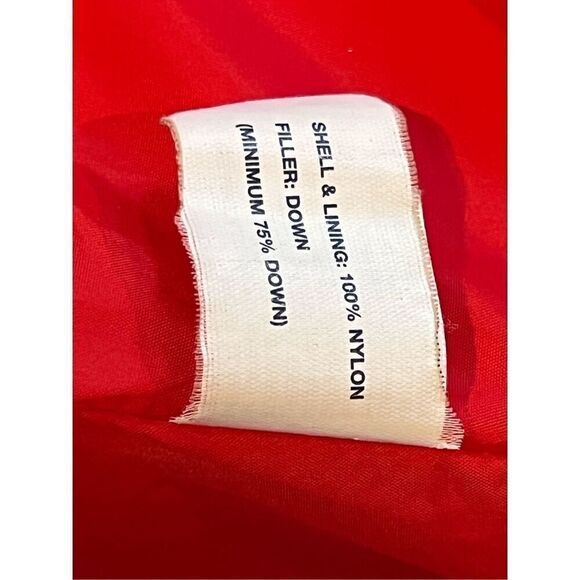 SHELL & LINING: 100% NYLON
FILLER: DOWN
(MINIMUM 75% DOWN)